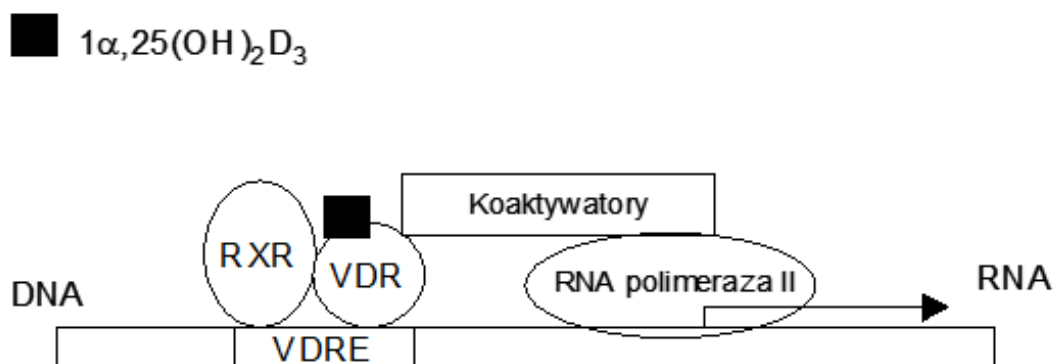 1α,25(OH)₂D₃
Koaktywatory
RXR
VDR
RNA polimeraza II
DNA
RNA
VDRE